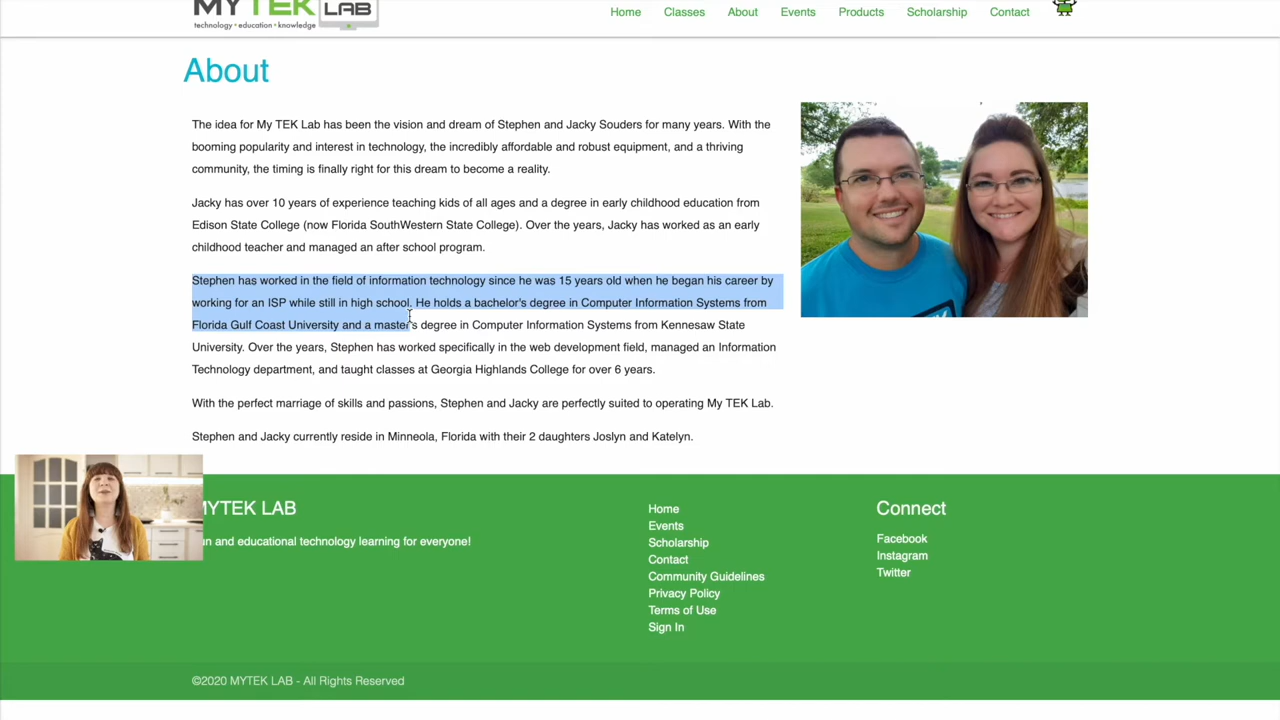 MYTEK LAB
technology • education • knowledge
Home
Classes
About
Events
Products
Scholarship
Contact
About
The idea for My TEK Lab has been the vision and dream of Stephen and Jacky Souders for many years. With the
booming popularity and interest in technology, the incredibly affordable and robust equipment, and a thriving
community, the timing is finally right for this dream to become a reality.
Jacky has over 10 years of experience teaching kids of all ages and a degree in early childhood education from
Edison State College (now Florida SouthWestern State College). Over the years, Jacky has worked as an early
childhood teacher and managed an after school program.
Stephen has worked in the field of information technology since he was 15 years old when he began his career by
working for an ISP while still in high school. He holds a bachelor's degree in Computer Information Systems from
Florida Gulf Coast University and a master's degree in Computer Information Systems from Kennesaw State
University. Over the years, Stephen has worked specifically in the web development field, managed an Information
Technology department, and taught classes at Georgia Highlands College for over 6 years.
With the perfect marriage of skills and passions, Stephen and Jacky are perfectly suited to operating My TEK Lab.
Stephen and Jacky currently reside in Minneola, Florida with their 2 daughters Joslyn and Katelyn.
MYTEK LAB
un and educational technology learning for everyone!
Home
Events
Scholarship
Contact
Community Guidelines
Privacy Policy
Terms of Use
Sign In
Connect
Facebook
Instagram
Twitter
©2020 MYTEK LAB - All Rights Reserved